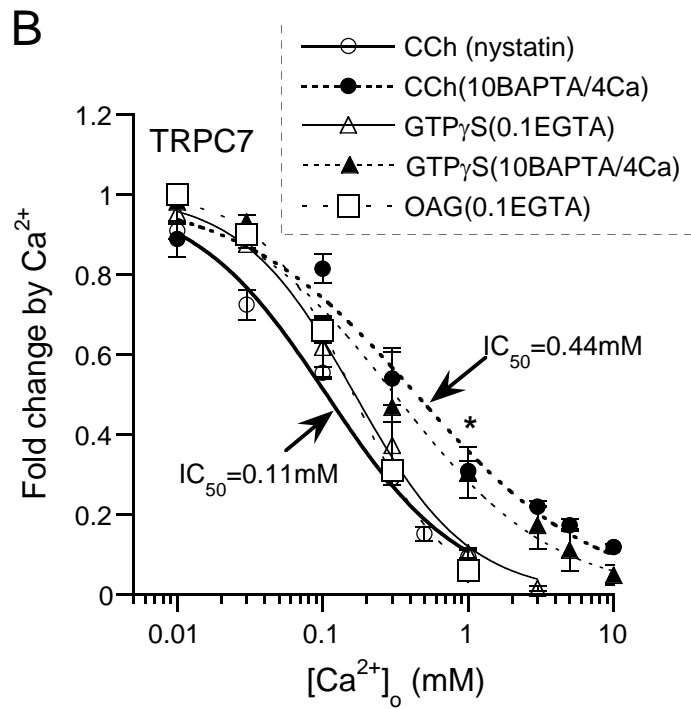 B
CCh (nystatin)
CCh(10BAPTA/4Ca)
GTPγS(0.1EGTA)
GTPγS(10BAPTA/4Ca)
OAG(0.1EGTA)
TRPC7
Fold change by Ca²⁺
1.2
1
0.8
0.6
0.4
0.2
0
IC₅₀=0.44mM
*
IC₅₀=0.11mM
0.01 0.1 1 10
[Ca²⁺]ₒ (mM)